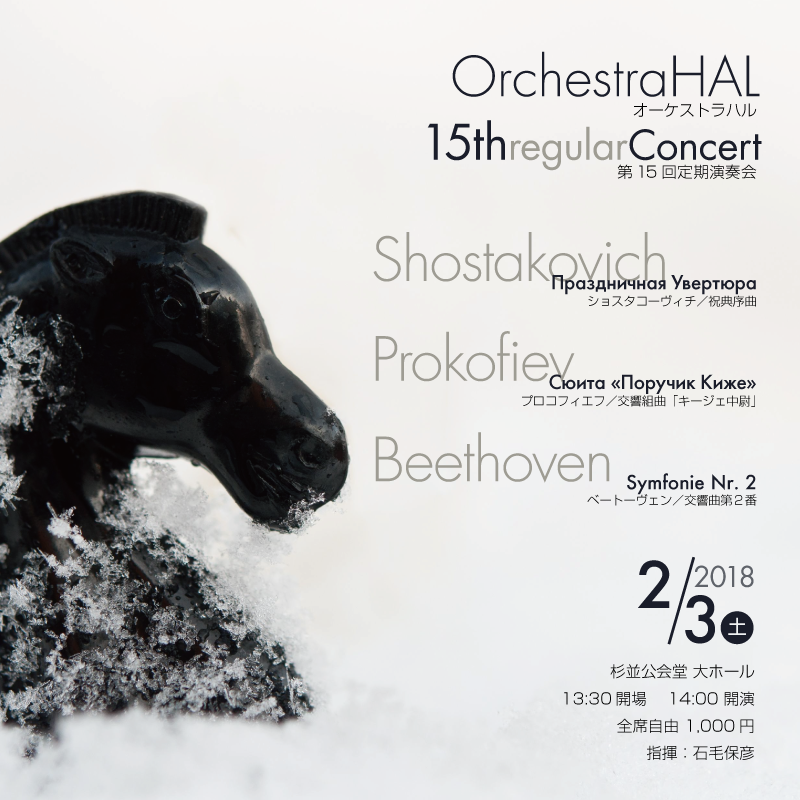 OrchestraHAL
オーケストラハル
15thregularConcert
第15回定期演奏会
Shostakovich
Праздничная Увертюра
ショスタコーヴィチ／祝典序曲
Prokofiev
Сюита «Поручик Киже»
プロコフィエフ／交響組曲「キージェ中尉」
Beethoven
Symfonie Nr. 2
ベートーヴェン／交響曲第2番
2/3 2018 土
杉並公会堂 大ホール
13:30 開場 14:00 開演
全席自由 1,000 円
指揮：石毛保彦